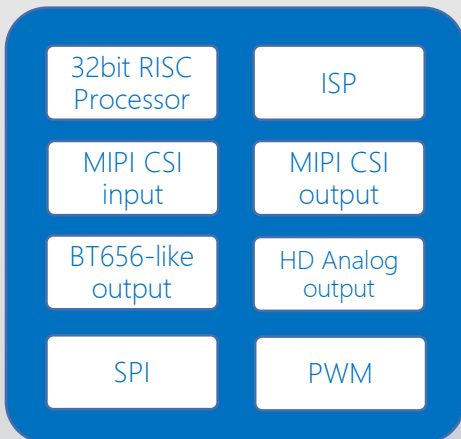 32bit RISC
Processor
ISP
MIPI CSI
input
MIPI CSI
output
BT656-like
output
HD Analog
output
SPI
PWM